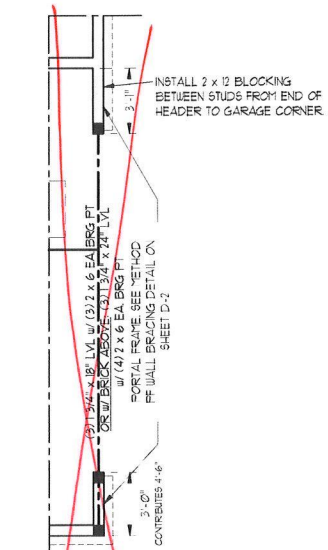 3'-1"
INSTALL 2 x 12 BLOCKING
BETWEEN STUDS FROM END OF
HEADER TO GARAGE CORNER
(3) 1 3/4" x 18" LVL w/ (3) 2 x 6 EA. BRG PT
OR w/ BRICK ABOVE, (3) 1 3/4" x 24" LVL
w/ (4) 2 x 6 EA. BRG PT
PORTAL FRAME. SEE METHOD
PF WALL BRACING DETAIL ON
SHEET D-2
3'-0"
CONTRIBUTES 4'-6"